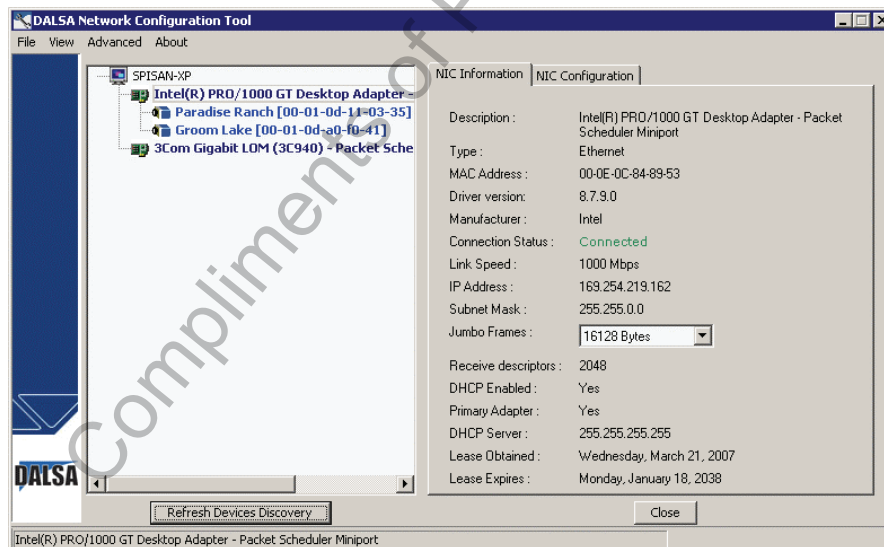 DALSA Network Configuration Tool
File View Advanced About
SPISAN-XP
Intel(R) PRO/1000 GT Desktop Adapter -
Paradise Ranch [00-01-0d-11-03-35]
Groom Lake [00-01-0d-a0-f0-41]
3Com Gigabit LOM (3C940) - Packet Sche
NIC Information NIC Configuration
Description : Intel(R) PRO/1000 GT Desktop Adapter - Packet
Scheduler Miniport
Type : Ethernet
MAC Address : 00-0E-0C-84-89-53
Driver version: 8.7.9.0
Manufacturer : Intel
Connection Status : Connected
Link Speed : 1000 Mbps
IP Address : 169.254.219.162
Subnet Mask : 255.255.0.0
Jumbo Frames : 16128 Bytes
Receive descriptors : 2048
DHCP Enabled : Yes
Primary Adapter : Yes
DHCP Server : 255.255.255.255
Lease Obtained : Wednesday, March 21, 2007
Lease Expires : Monday, January 18, 2038
DALSA
Refresh Devices Discovery Close
Intel(R) PRO/1000 GT Desktop Adapter - Packet Scheduler Miniport
Compliments of